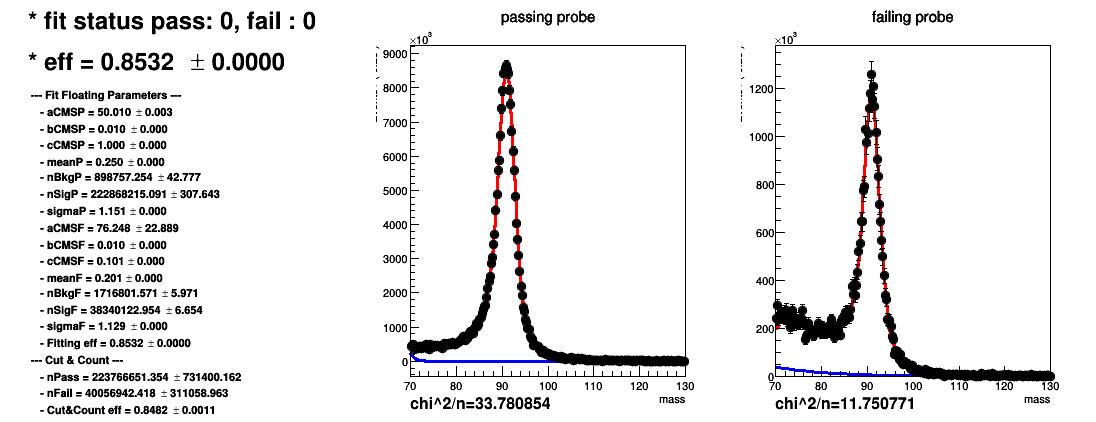 * fit status pass: 0, fail : 0
* eff = 0.8532 ± 0.0000
--- Fit Floating Parameters ---
- aCMSP = 50.010 ± 0.003
- bCMSP = 0.010 ± 0.000
- cCMSP = 1.000 ± 0.000
- meanP = 0.250 ± 0.000
- nBkgP = 898757.254 ± 42.777
- nSigP = 222868215.091 ± 307.643
- sigmaP = 1.151 ± 0.000
- aCMSF = 76.248 ± 22.889
- bCMSF = 0.010 ± 0.000
- cCMSF = 0.101 ± 0.000
- meanF = 0.201 ± 0.000
- nBkgF = 1716801.571 ± 5.971
- nSigF = 38340122.954 ± 6.654
- sigmaF = 1.129 ± 0.000
- Fitting eff = 0.8532 ± 0.0000
--- Cut & Count ---
- nPass = 223766651.354 ± 731400.162
- nFail = 40056942.418 ± 311058.963
- Cut&Count eff = 0.8482 ± 0.0011
passing probe
×10³
9000
8000
7000
6000
5000
4000
3000
2000
1000
0
70 80 90 100 110 120 130
mass
chi^2/n=33.780854
failing probe
×10³
1200
1000
800
600
400
200
0
70 80 90 100 110 120 130
mass
chi^2/n=11.750771